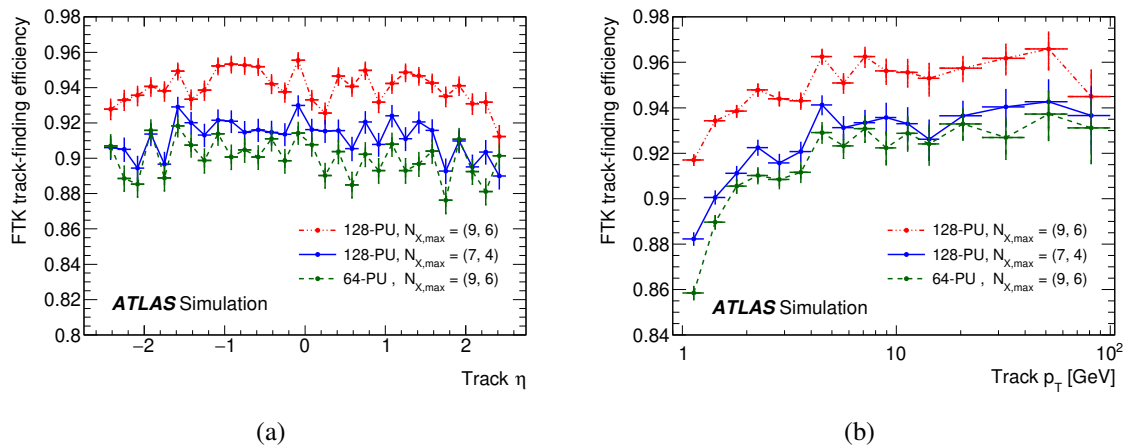 FTK track-finding efficiency
0.98
0.96
0.94
0.92
0.9
0.88
0.86
0.84
0.82
0.8
128-PU, N_X,max = (9, 6)
128-PU, N_X,max = (7, 4)
64-PU , N_X,max = (9, 6)
ATLAS Simulation
−2 −1 0 1 2
Track η
(a)
FTK track-finding efficiency
0.98
0.96
0.94
0.92
0.9
0.88
0.86
0.84
128-PU, N_X,max = (9, 6)
128-PU, N_X,max = (7, 4)
64-PU , N_X,max = (9, 6)
ATLAS Simulation
1 10 10²
Track p_T [GeV]
(b)